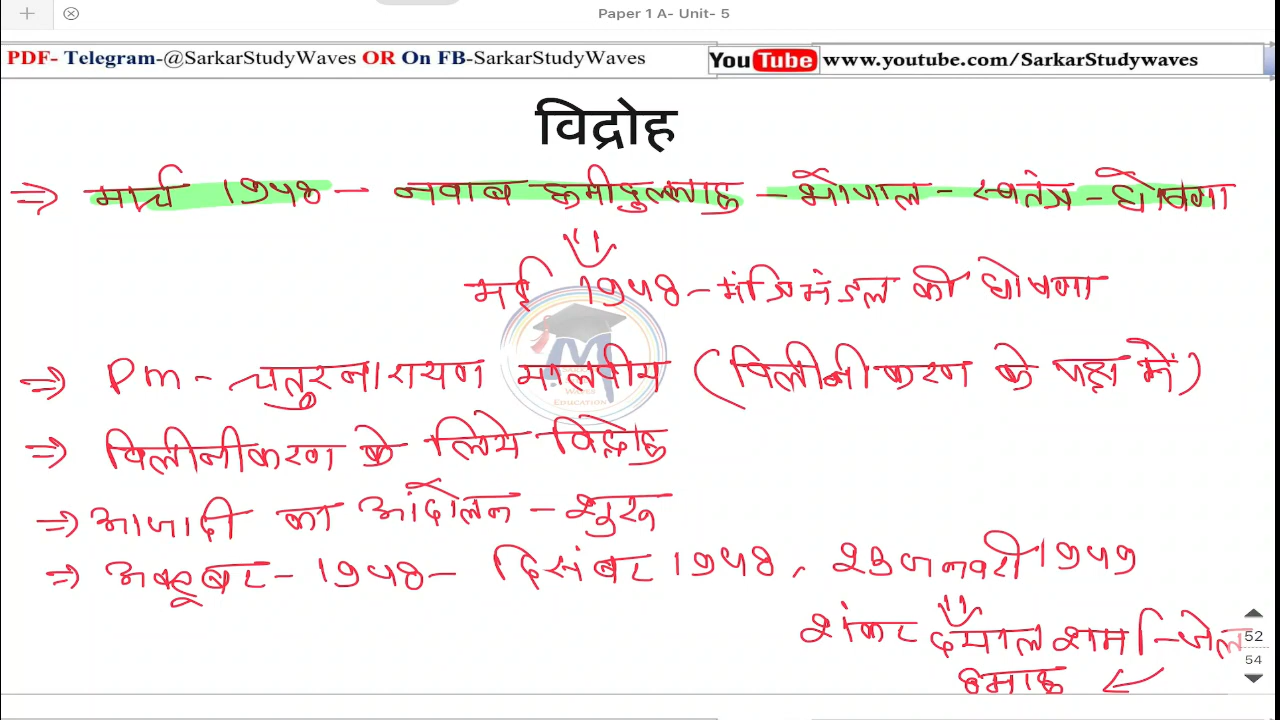 Paper 1 A- Unit- 5
PDF- Telegram-@SarkarStudyWaves OR On FB-SarkarStudyWaves
YouTube www.youtube.com/SarkarStudywaves
विद्रोह
⇒ मार्च 1948 - नवाब हमीदुल्लाह - भोपाल - स्वतंत्र - घोषणा
मई 1948 - मंत्रिमंडल की घोषणा
⇒ Pm - चतुरनारायण मालवीय (विलीनीकरण के पक्ष में)
⇒ विलीनीकरण के लिये विद्रोह
⇒ आजादी का आंदोलन - शुरू
⇒ अक्टूबर - 1948 - दिसंबर 1948, 23 जनवरी 1949
शंकर दयाल शर्मा - जेल
8 माह
52
54
EDUCATION